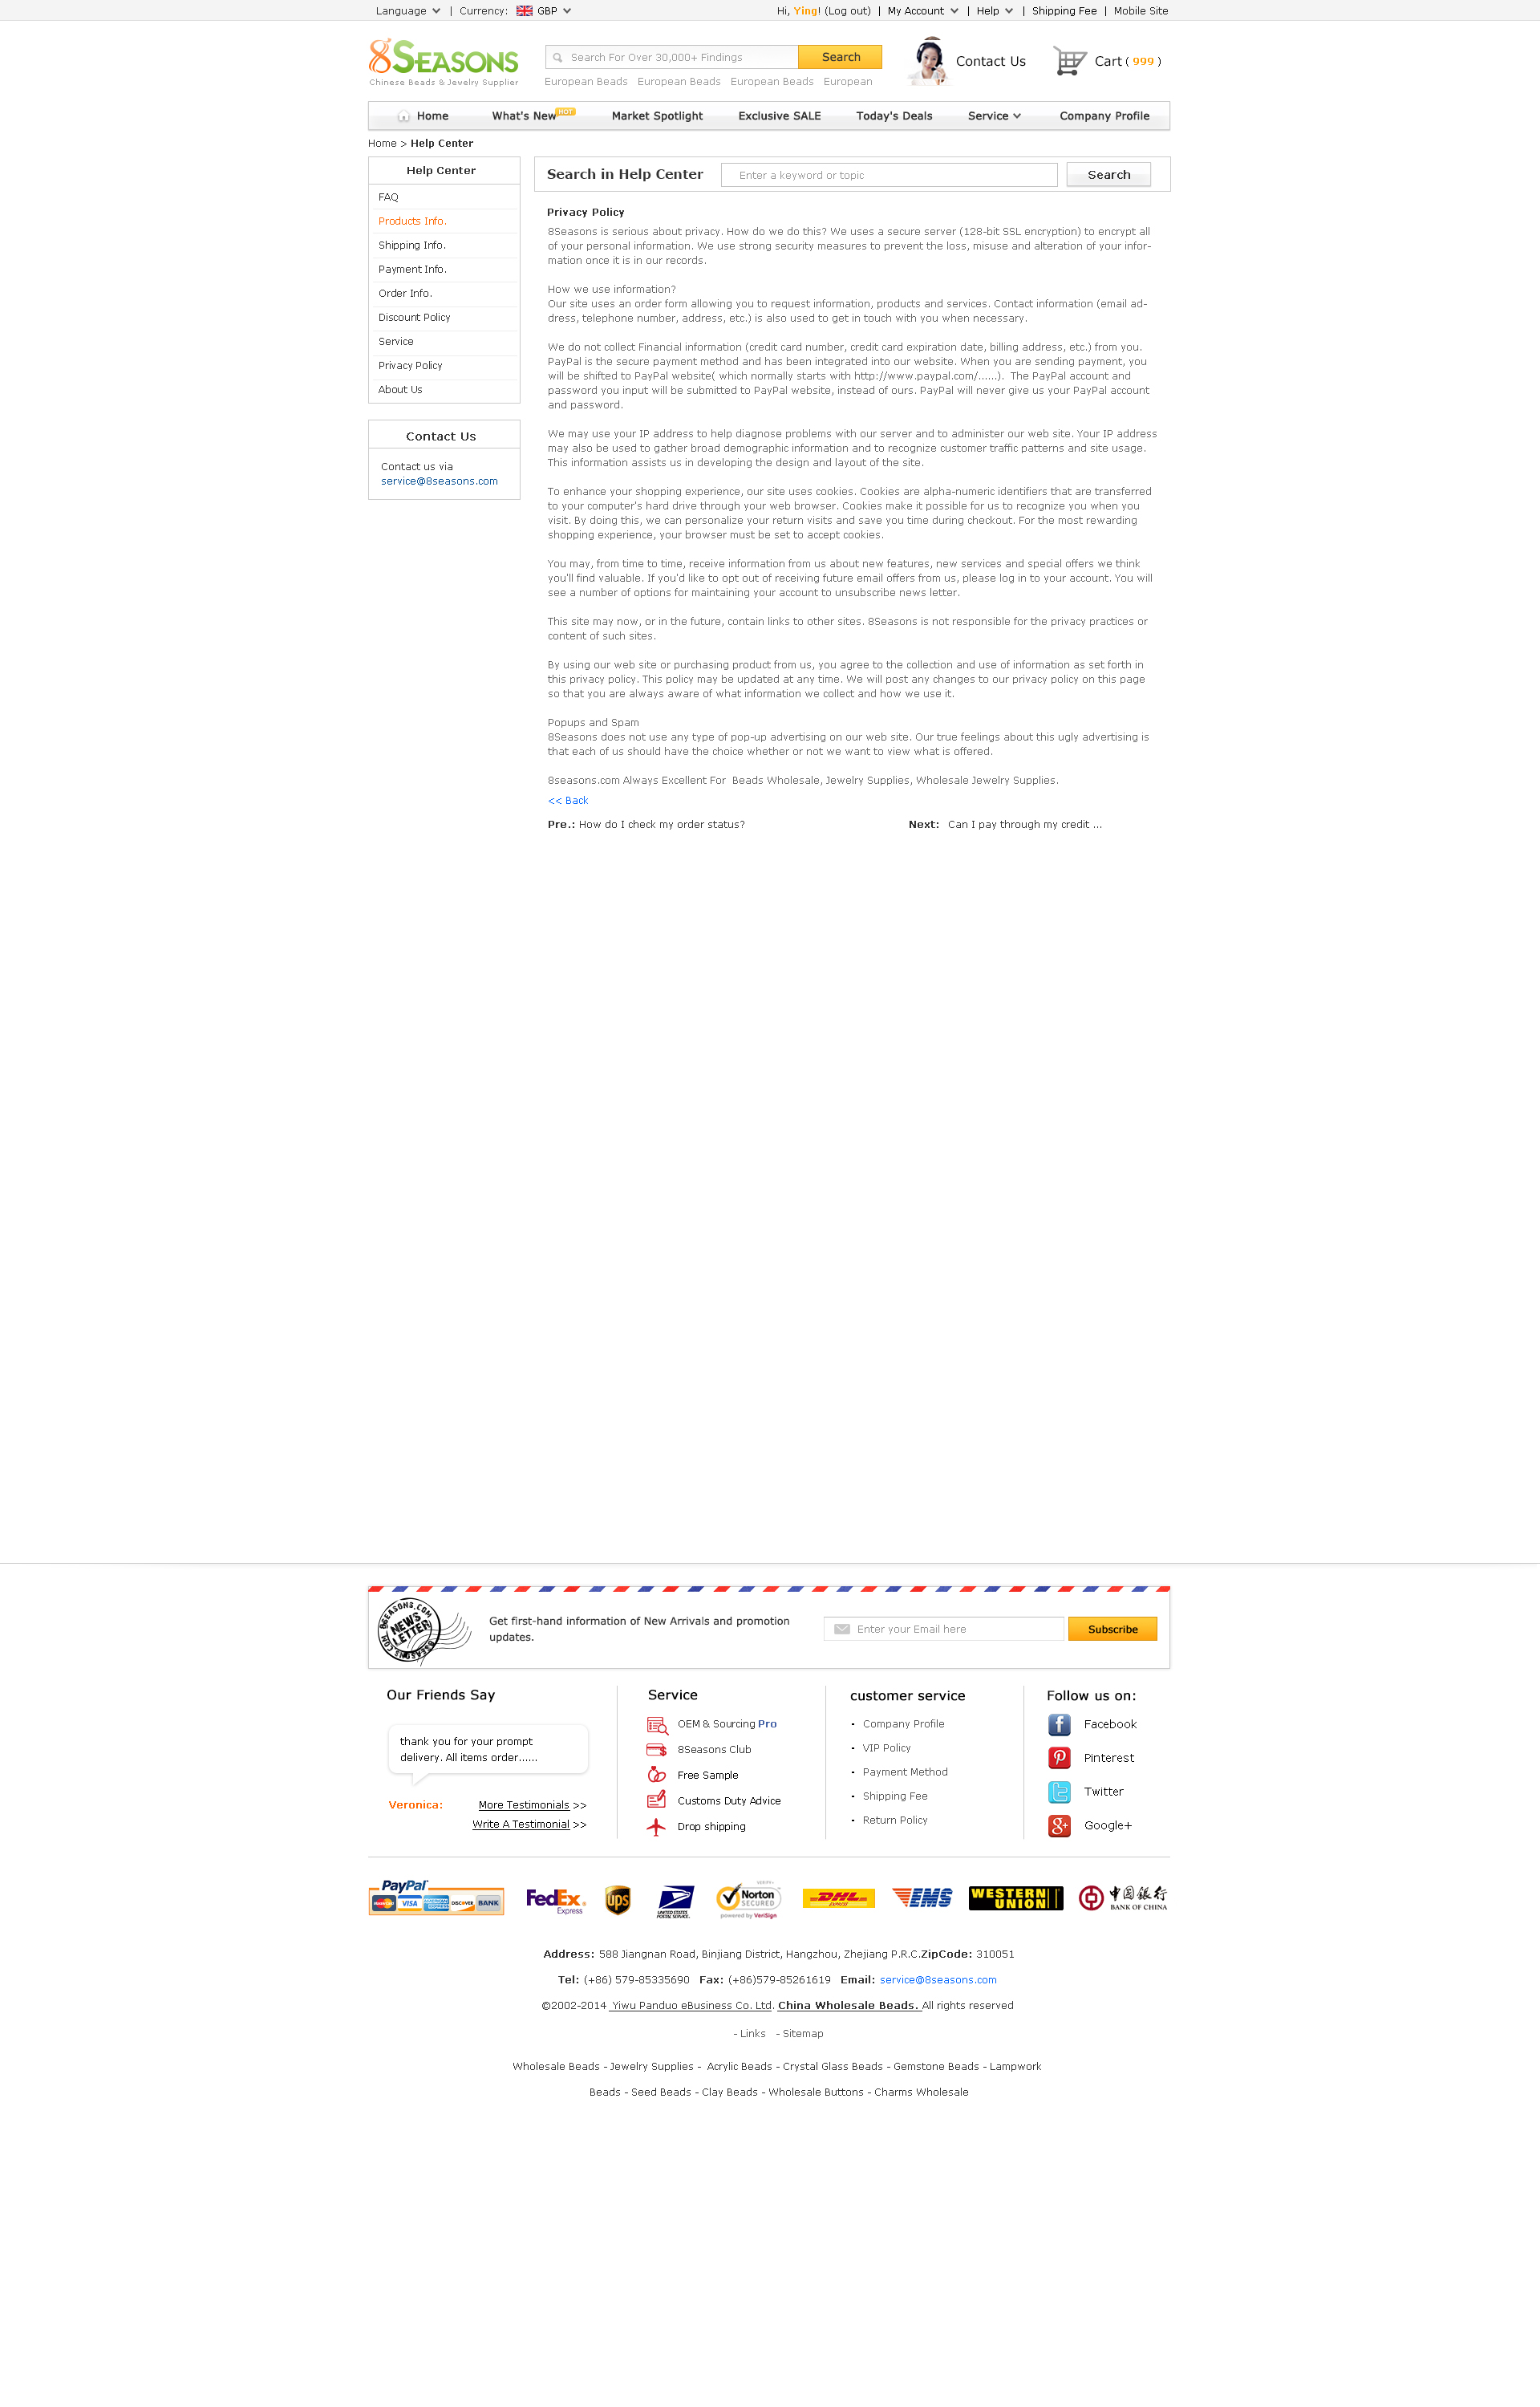 Language | Currency: GBP Hi, Ying! (Log out) | My Account | Help | Shipping Fee | Mobile Site
8SEASONS
Chinese Beads & Jewelry Supplier
Search For Over 30,000+ Findings Search
European Beads European Beads European Beads European
Contact Us
Cart ( 999 )
Home What's New HOT Market Spotlight Exclusive SALE Today's Deals Service Company Profile
Home > Help Center
Help Center
FAQ
Products Info.
Shipping Info.
Payment Info.
Order Info.
Discount Policy
Service
Privacy Policy
About Us
Contact Us
Contact us via
service@8seasons.com
Search in Help Center Enter a keyword or topic Search
Privacy Policy
8Seasons is serious about privacy. How do we do this? We uses a secure server (128-bit SSL encryption) to encrypt all
of your personal information. We use strong security measures to prevent the loss, misuse and alteration of your infor-
mation once it is in our records.
How we use information?
Our site uses an order form allowing you to request information, products and services. Contact information (email ad-
dress, telephone number, address, etc.) is also used to get in touch with you when necessary.
We do not collect Financial information (credit card number, credit card expiration date, billing address, etc.) from you.
PayPal is the secure payment method and has been integrated into our website. When you are sending payment, you
will be shifted to PayPal website( which normally starts with http://www.paypal.com/......). The PayPal account and
password you input will be submitted to PayPal website, instead of ours. PayPal will never give us your PayPal account
and password.
We may use your IP address to help diagnose problems with our server and to administer our web site. Your IP address
may also be used to gather broad demographic information and to recognize customer traffic patterns and site usage.
This information assists us in developing the design and layout of the site.
To enhance your shopping experience, our site uses cookies. Cookies are alpha-numeric identifiers that are transferred
to your computer's hard drive through your web browser. Cookies make it possible for us to recognize you when you
visit. By doing this, we can personalize your return visits and save you time during checkout. For the most rewarding
shopping experience, your browser must be set to accept cookies.
You may, from time to time, receive information from us about new features, new services and special offers we think
you'll find valuable. If you'd like to opt out of receiving future email offers from us, please log in to your account. You will
see a number of options for maintaining your account to unsubscribe news letter.
This site may now, or in the future, contain links to other sites. 8Seasons is not responsible for the privacy practices or
content of such sites.
By using our web site or purchasing product from us, you agree to the collection and use of information as set forth in
this privacy policy. This policy may be updated at any time. We will post any changes to our privacy policy on this page
so that you are always aware of what information we collect and how we use it.
Popups and Spam
8Seasons does not use any type of pop-up advertising on our web site. Our true feelings about this ugly advertising is
that each of us should have the choice whether or not we want to view what is offered.
8seasons.com Always Excellent For Beads Wholesale, Jewelry Supplies, Wholesale Jewelry Supplies.
<< Back
Pre.: How do I check my order status? Next: Can I pay through my credit ...
8SEASONS.COM
NEWS
LETTER
8SEASONS.COM
Get first-hand information of New Arrivals and promotion
updates.
Enter your Email here Subscribe
Our Friends Say
thank you for your prompt
delivery. All items order......
Veronica: More Testimonials >>
Write A Testimonial >>
Service
OEM & Sourcing Pro
8Seasons Club
Free Sample
Customs Duty Advice
Drop shipping
customer service
Company Profile
VIP Policy
Payment Method
Shipping Fee
Return Policy
Follow us on:
Facebook
Pinterest
Twitter
Google+
PayPal
MasterCard VISA AMERICAN EXPRESS DISCOVER BANK
FedEx
Express
ups
UNITED STATES
POSTAL SERVICE
Norton
SECURED
powered by VeriSign
DHL
EXPRESS
EMS
WESTERN
UNION
中国银行
BANK OF CHINA
Address: 588 Jiangnan Road, Binjiang District, Hangzhou, Zhejiang P.R.C.ZipCode: 310051
Tel: (+86) 579-85335690 Fax: (+86)579-85261619 Email: service@8seasons.com
©2002-2014 Yiwu Panduo eBusiness Co. Ltd. China Wholesale Beads. All rights reserved
- Links - Sitemap
Wholesale Beads - Jewelry Supplies - Acrylic Beads - Crystal Glass Beads - Gemstone Beads - Lampwork
Beads - Seed Beads - Clay Beads - Wholesale Buttons - Charms Wholesale